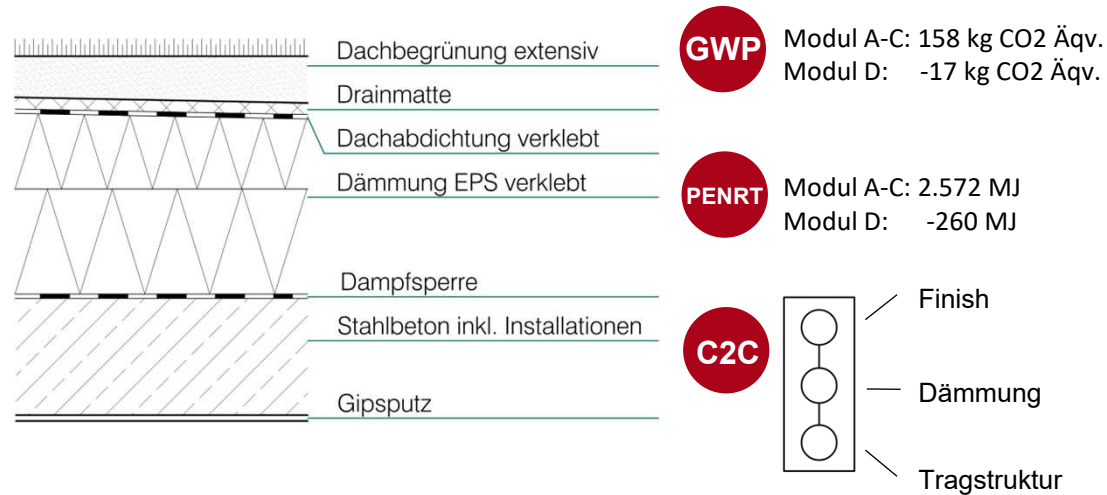 Dachbegrünung extensiv
Drainmatte
Dachabdichtung verklebt
Dämmung EPS verklebt
Dampfsperre
Stahlbeton inkl. Installationen
Gipsputz
GWP
Modul A-C: 158 kg CO2 Äqv.
Modul D: -17 kg CO2 Äqv.
PENRT
Modul A-C: 2.572 MJ
Modul D: -260 MJ
C2C
Finish
Dämmung
Tragstruktur